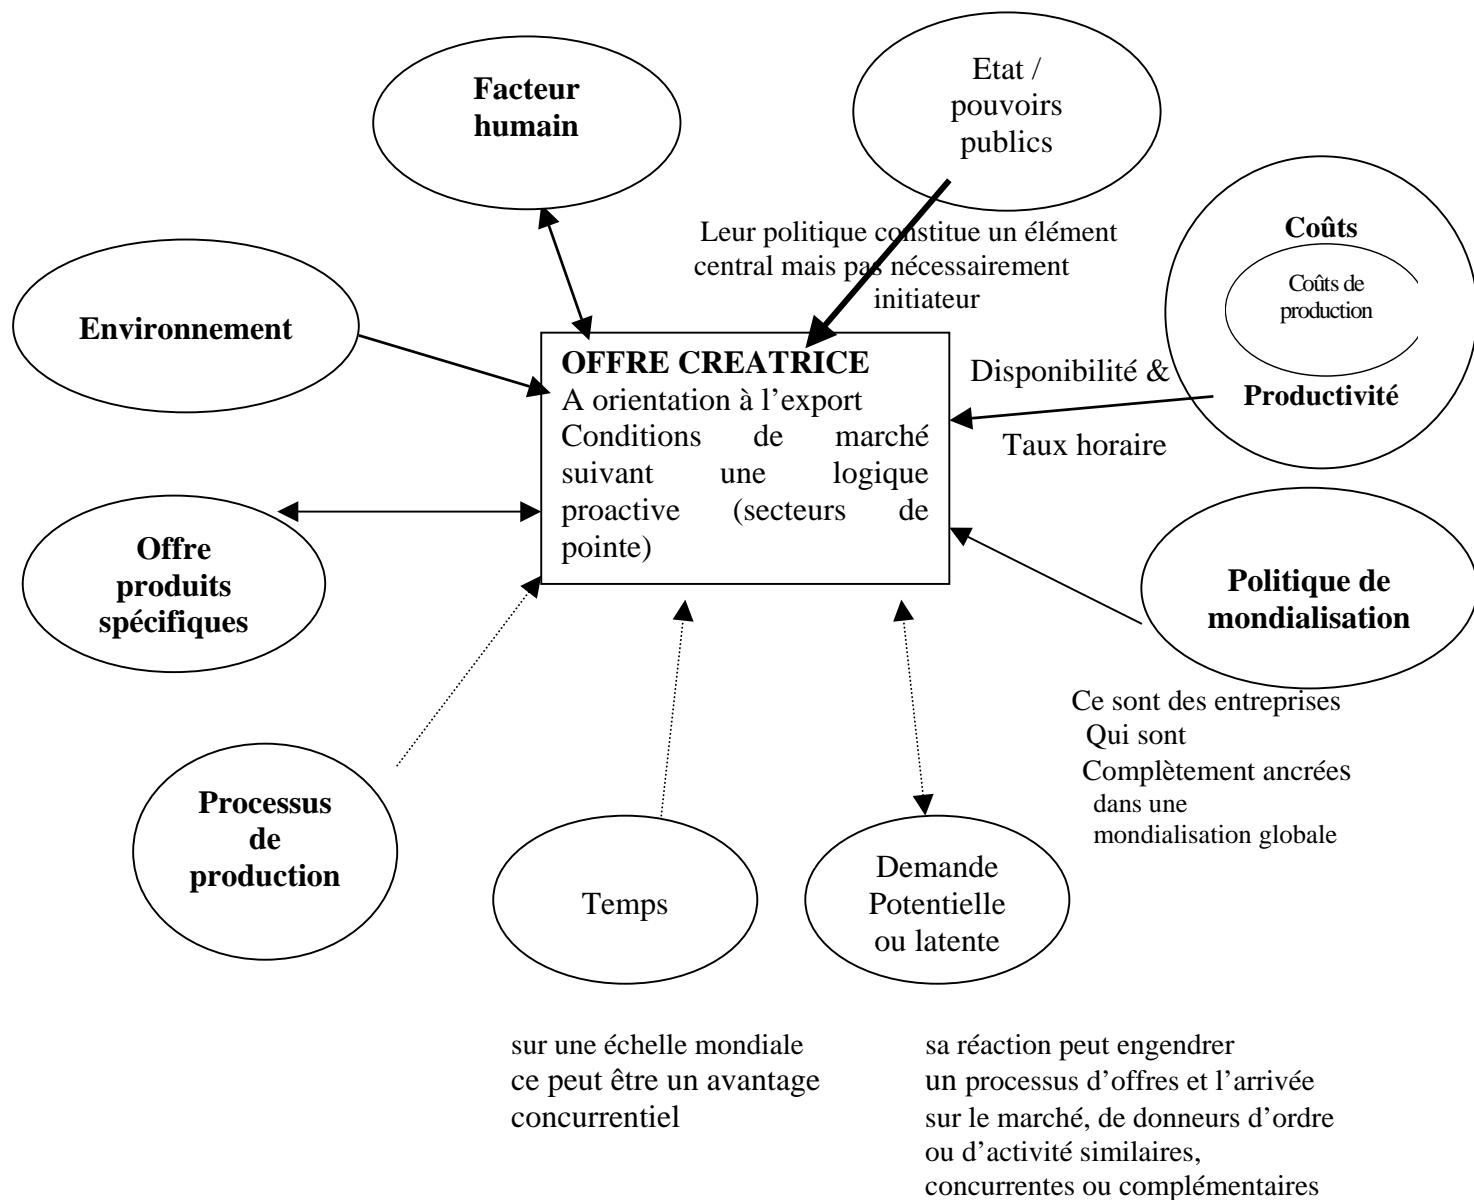 Facteur
humain
Etat /
pouvoirs
publics
Leur politique constitue un élément
central mais pas nécessairement
initiateur
Coûts
Coûts de
production
Productivité
Environnement
OFFRE CREATRICE
A orientation à l’export
Conditions de marché
suivant une logique
proactive (secteurs de
pointe)
Disponibilité &
Taux horaire
Offre
produits
spécifiques
Politique de
mondialisation
Ce sont des entreprises
Qui sont
Complètement ancrées
dans une
mondialisation globale
Processus
de
production
Temps
Demande
Potentielle
ou latente
sur une échelle mondiale
ce peut être un avantage
concurrentiel
sa réaction peut engendrer
un processus d’offres et l’arrivée
sur le marché, de donneurs d’ordre
ou d’activité similaires,
concurrentes ou complémentaires